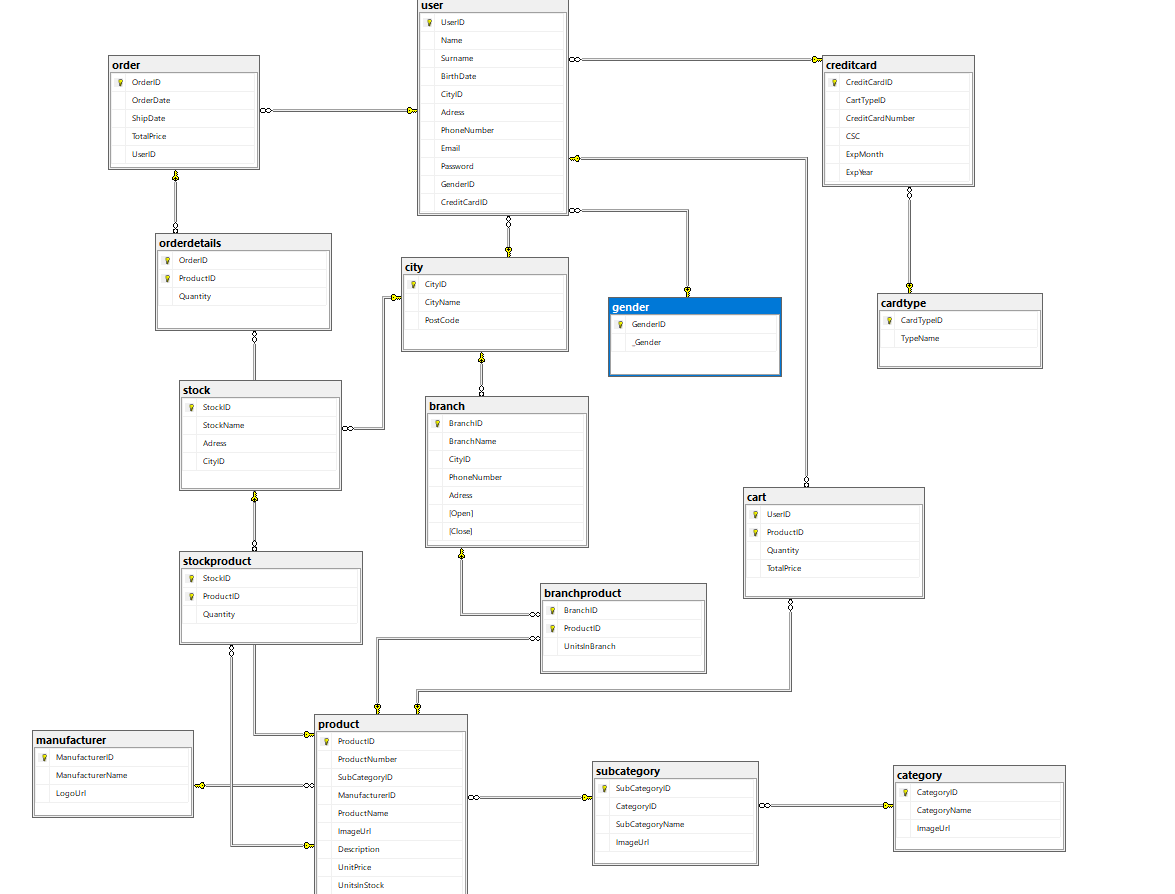 user
UserID
Name
Surname
BirthDate
CityID
Adress
PhoneNumber
Email
Password
GenderID
CreditCardID
order
OrderID
OrderDate
ShipDate
TotalPrice
UserID
creditcard
CreditCardID
CartTypeID
CreditCardNumber
CSC
ExpMonth
ExpYear
orderdetails
OrderID
ProductID
Quantity
city
CityID
CityName
PostCode
gender
GenderID
_Gender
cardtype
CardTypeID
TypeName
stock
StockID
StockName
Adress
CityID
branch
BranchID
BranchName
CityID
PhoneNumber
Adress
[Open]
[Close]
cart
UserID
ProductID
Quantity
TotalPrice
stockproduct
StockID
ProductID
Quantity
branchproduct
BranchID
ProductID
UnitsInBranch
manufacturer
ManufacturerID
ManufacturerName
LogoUrl
product
ProductID
ProductNumber
SubCategoryID
ManufacturerID
ProductName
ImageUrl
Description
UnitPrice
UnitsInStock
subcategory
SubCategoryID
CategoryID
SubCategoryName
ImageUrl
category
CategoryID
CategoryName
ImageUrl